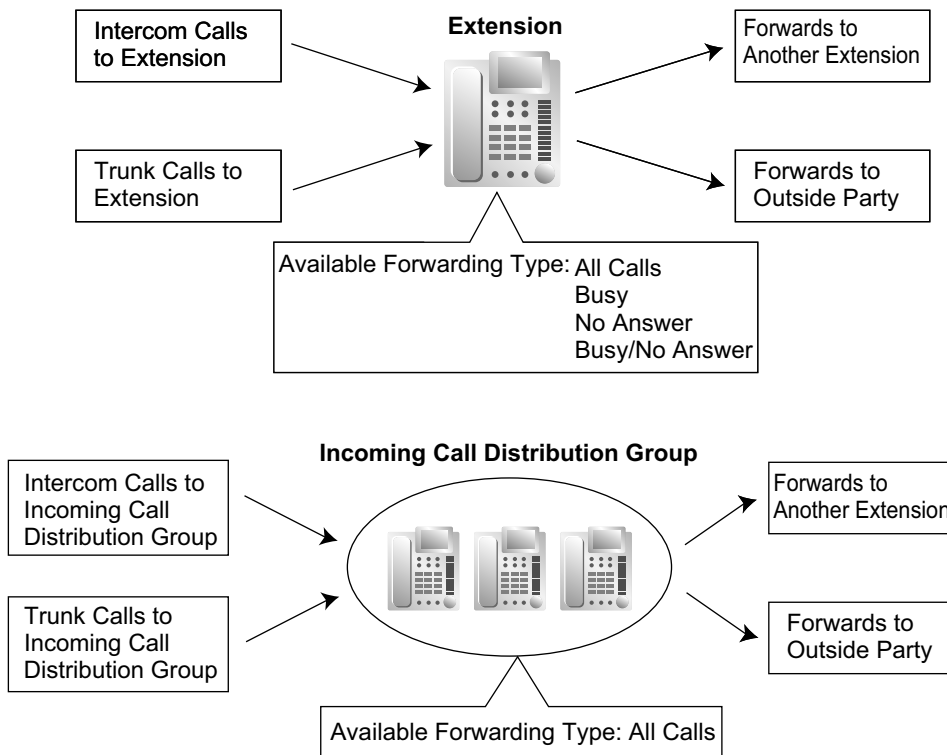 Extension
Intercom Calls
to Extension
Trunk Calls to
Extension
Forwards to
Another Extension
Forwards to
Outside Party
Available Forwarding Type: All Calls
Busy
No Answer
Busy/No Answer
Incoming Call Distribution Group
Intercom Calls to
Incoming Call
Distribution Group
Trunk Calls to
Incoming Call
Distribution Group
Forwards to
Another Extension
Forwards to
Outside Party
Available Forwarding Type: All Calls